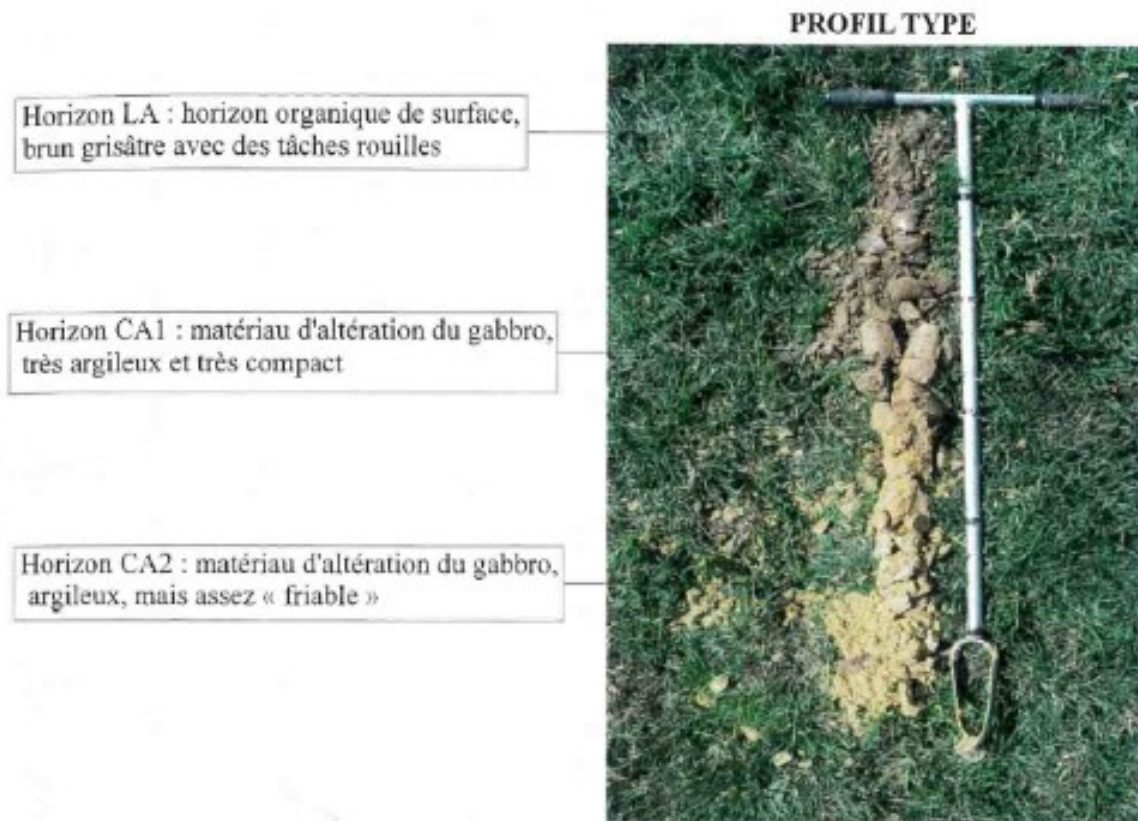 PROFIL TYPE
Horizon LA : horizon organique de surface,
brun grisâtre avec des tâches rouilles
Horizon CA1 : matériau d'altération du gabbro,
très argileux et très compact
Horizon CA2 : matériau d'altération du gabbro,
argileux, mais assez « friable »